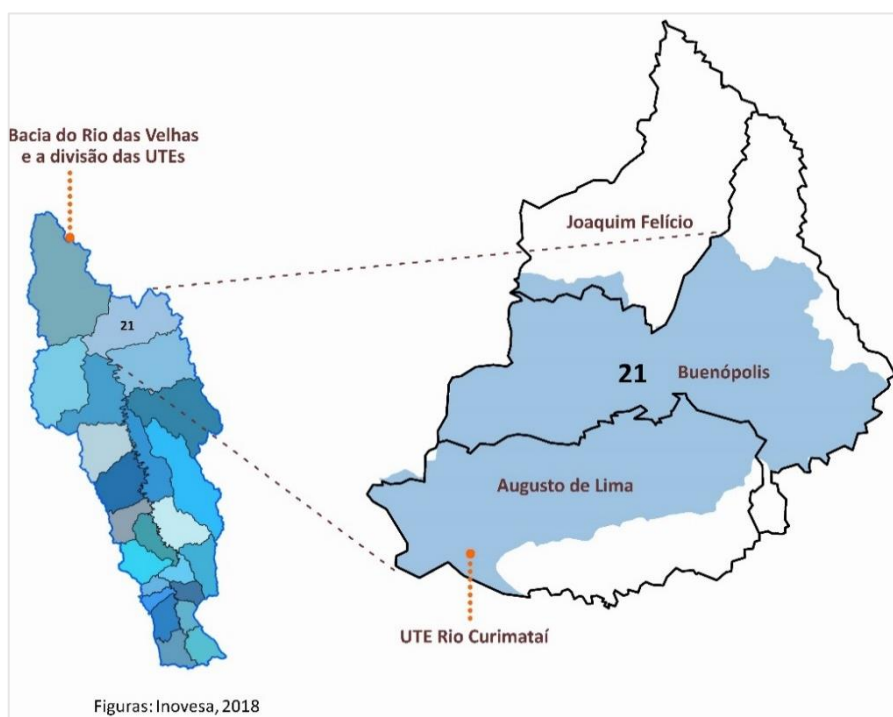 Bacia do Rio das Velhas
e a divisão das UTEs
21
Joaquim Felício
21
Buenópolis
Augusto de Lima
UTE Rio Curimataí
Figuras: Inovesa, 2018